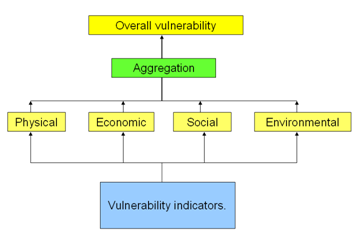 Overall vulnerability
Aggregation
Physical
Economic
Social
Environmental
Vulnerability indicators.